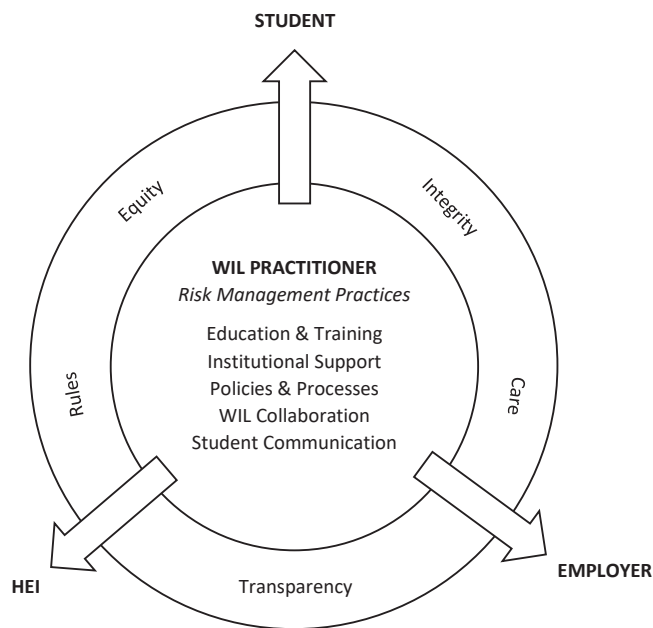 STUDENT
Equity
Integrity
WIL PRACTITIONER
Risk Management Practices
Education & Training
Institutional Support
Policies & Processes
WIL Collaboration
Student Communication
Rules
Care
Transparency
HEI
EMPLOYER